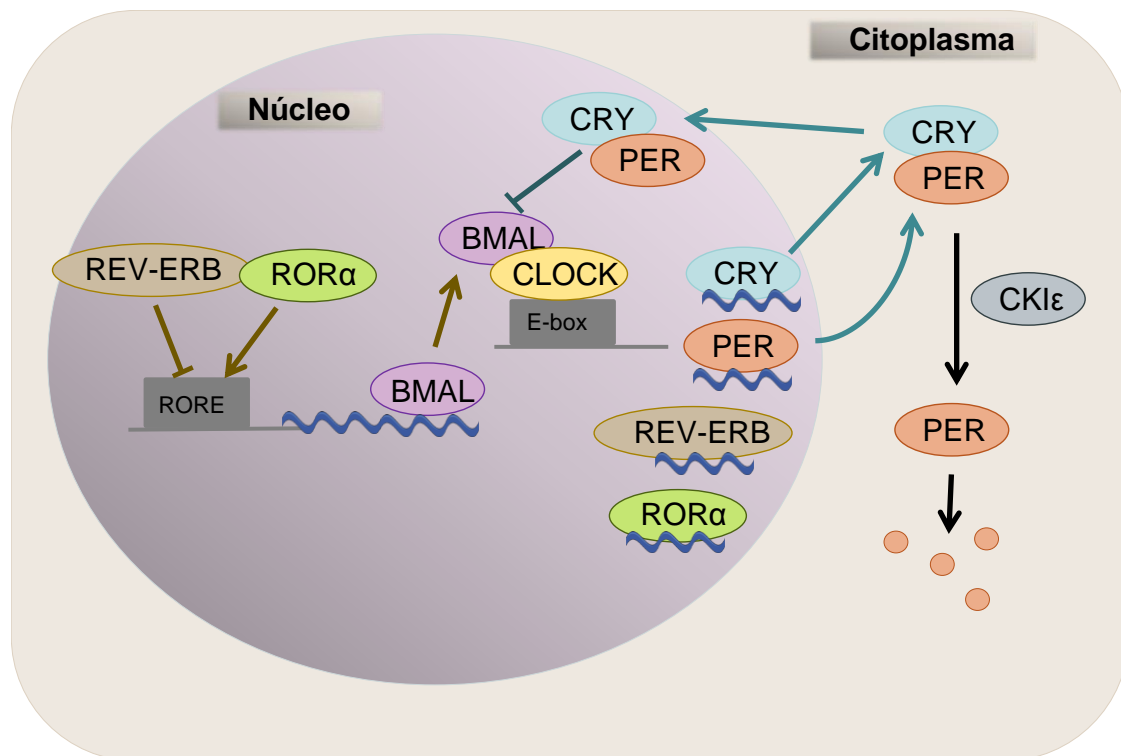 Citoplasma
Núcleo
CRY
PER
CRY
PER
BMAL
CLOCK
E-box
REV-ERB
RORα
RORE
BMAL
CRY
PER
REV-ERB
RORα
CKIε
PER